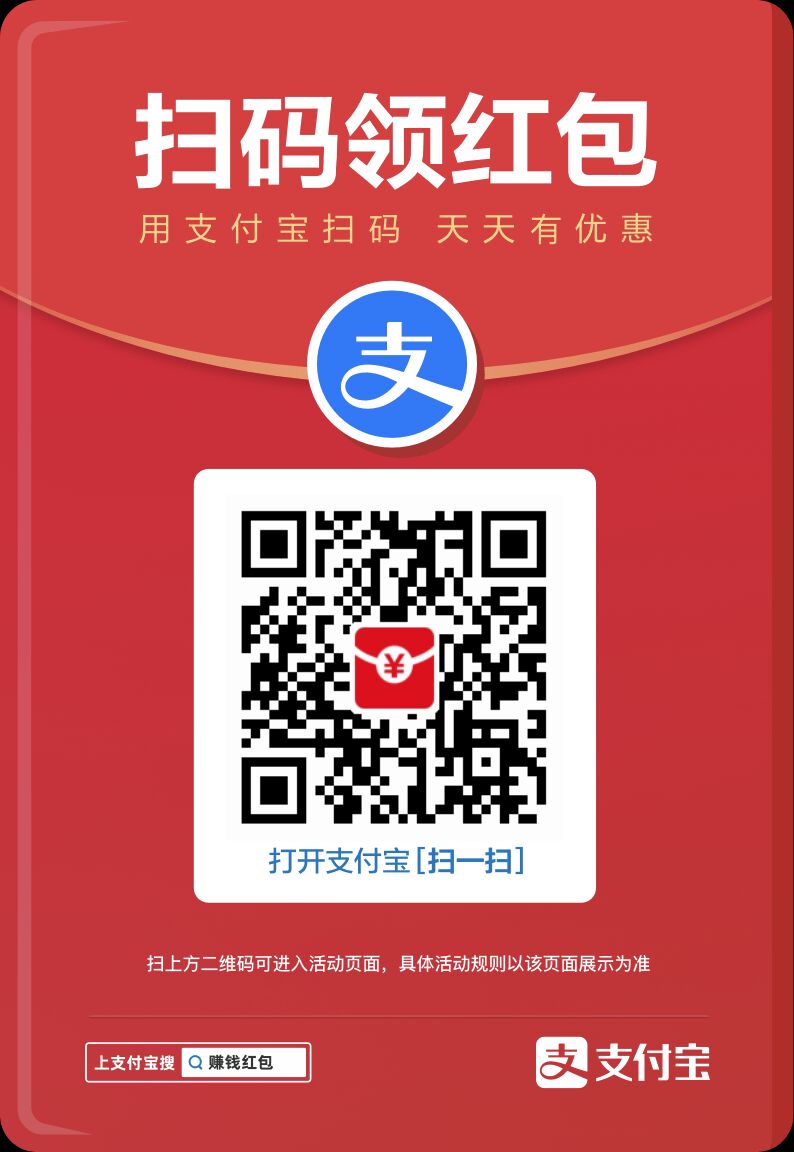 扫码领红包
用支付宝扫码 天天有优惠
支
¥
打开支付宝[扫一扫]
扫上方二维码可进入活动页面，具体活动规则以该页面展示为准
上支付宝搜 赚钱红包
支 支付宝